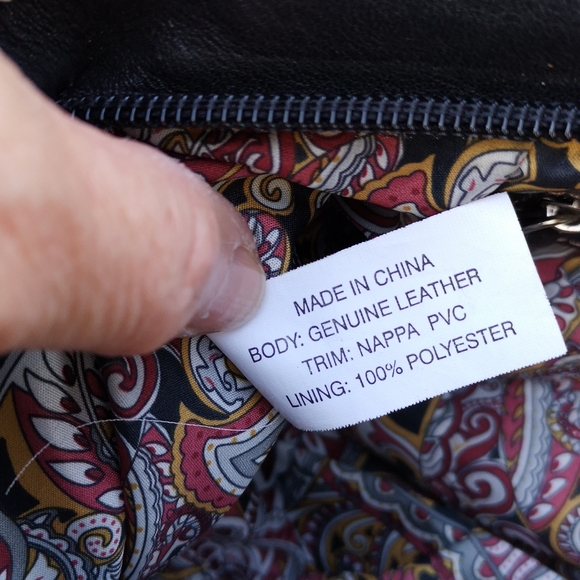 MADE IN CHINA
BODY: GENUINE LEATHER
TRIM: NAPPA PVC
LINING: 100% POLYESTER